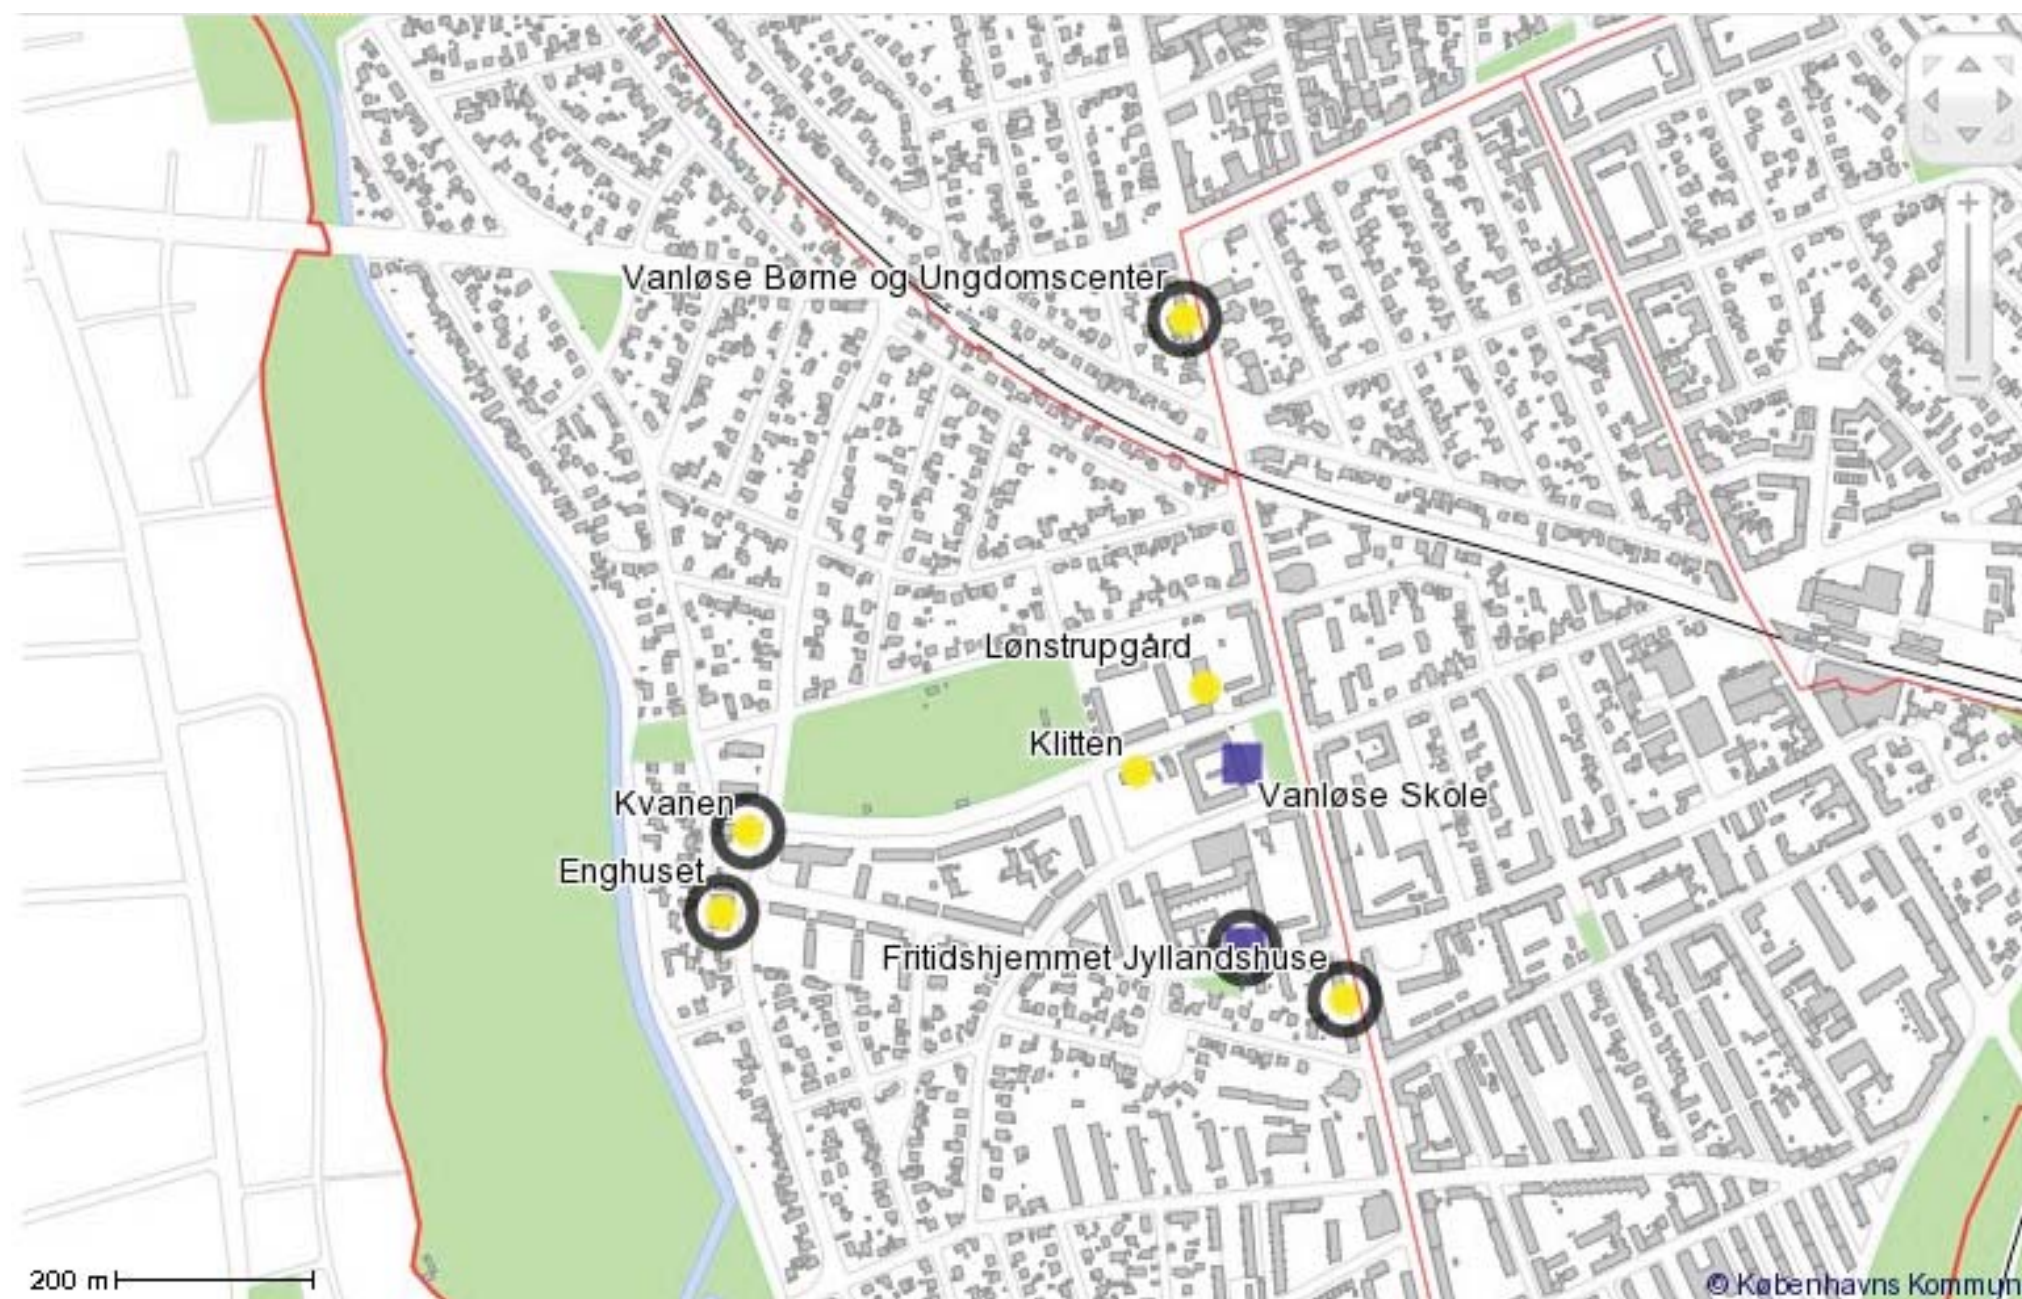 Vanløse Børne og Ungdomscenter
Lønstrupgård
Klitten
Vanløse Skole
Kvanen
Enghuset
Fritidshjemmet Jyllandshuse
200 m
© Københavns Kommun